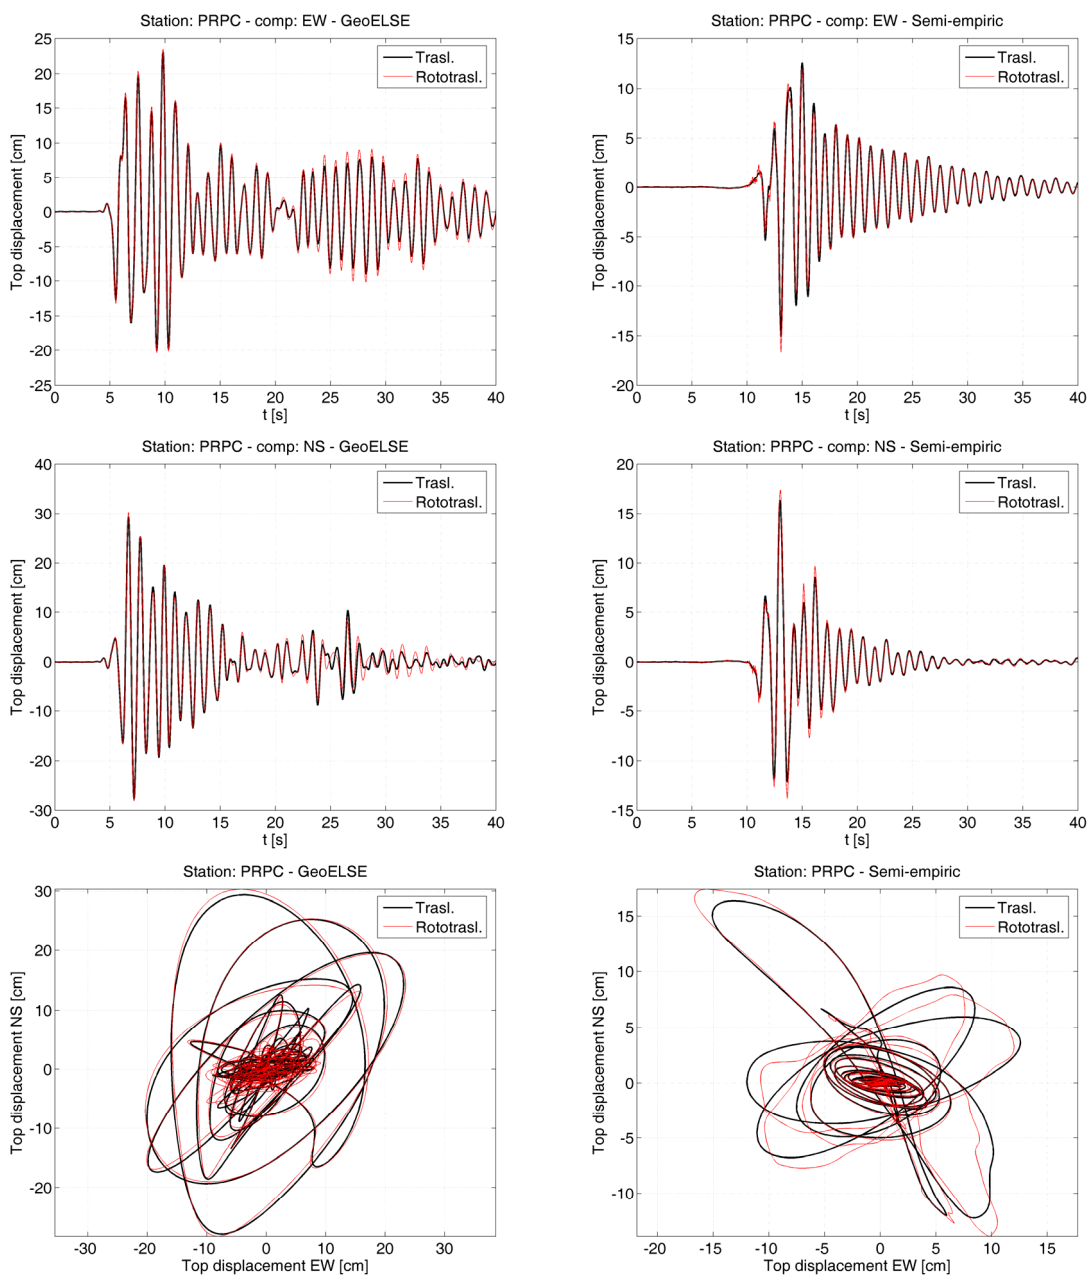 Station: PRPC - comp: EW - GeoELSE
Top displacement [cm]
25
20
15
10
5
0
-5
-10
-15
-20
-25
Trasl.
Rototrasl.
0 5 10 15 20 25 30 35 40
t [s]
Station: PRPC - comp: EW - Semi-empiric
Top displacement [cm]
15
10
5
0
-5
-10
-15
-20
Trasl.
Rototrasl.
0 5 10 15 20 25 30 35 40
t [s]
Station: PRPC - comp: NS - GeoELSE
Top displacement [cm]
40
30
20
10
0
-10
-20
-30
Trasl.
Rototrasl.
0 5 10 15 20 25 30 35 40
t [s]
Station: PRPC - comp: NS - Semi-empiric
Top displacement [cm]
20
15
10
5
0
-5
-10
-15
Trasl.
Rototrasl.
0 5 10 15 20 25 30 35 40
t [s]
Station: PRPC - GeoELSE
Top displacement NS [cm]
30
20
10
0
-10
-20
Trasl.
Rototrasl.
-30 -20 -10 0 10 20 30
Top displacement EW [cm]
Station: PRPC - Semi-empiric
Top displacement NS [cm]
15
10
5
0
-5
-10
Trasl.
Rototrasl.
-20 -15 -10 -5 0 5 10 15
Top displacement EW [cm]